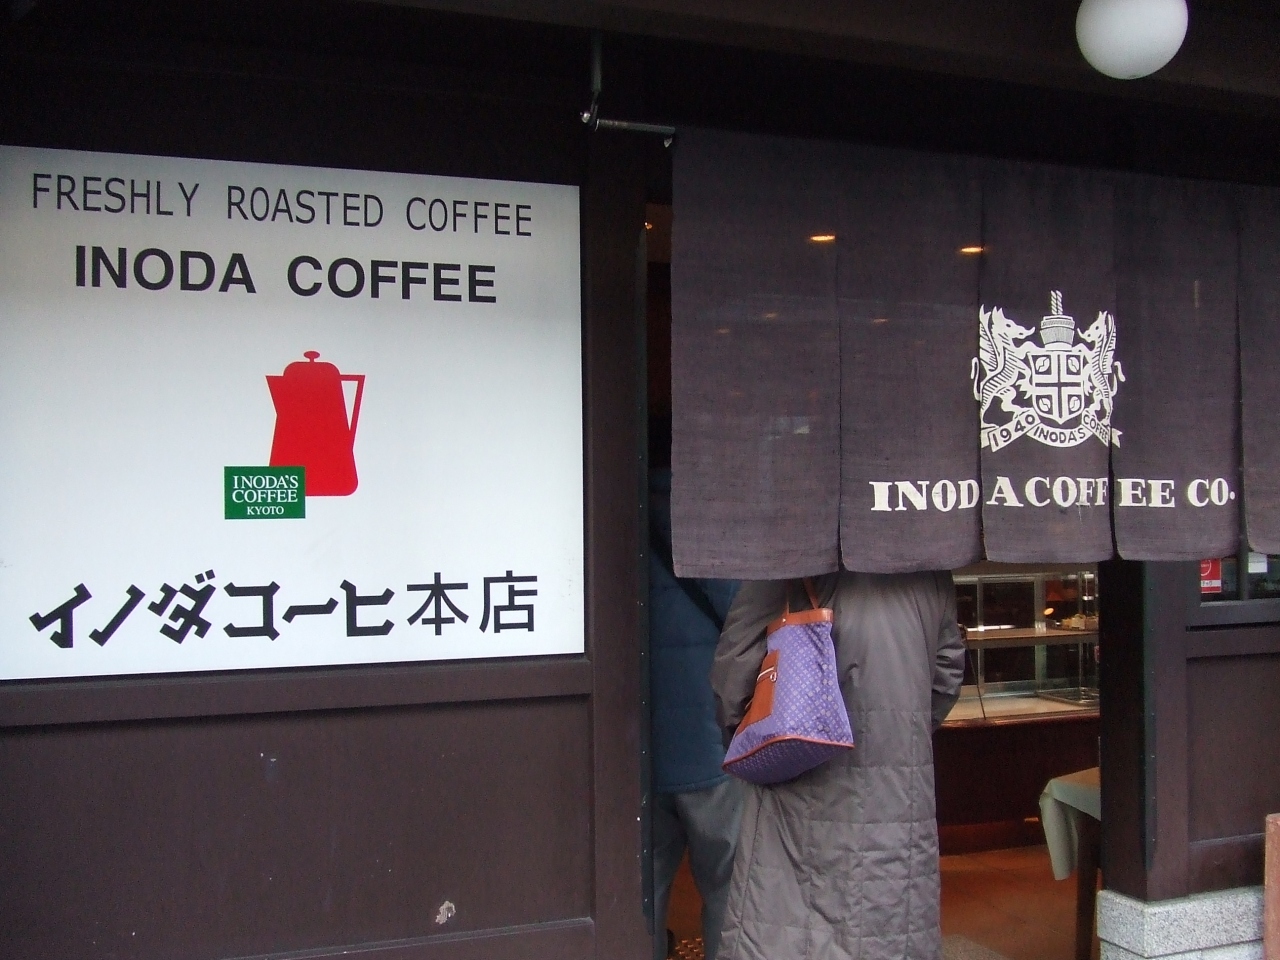 FRESHLY ROASTED COFFEE
INODA COFFEE
INODA'S
COFFEE
KYOTO
イノダコーヒ本店
1940 INODA'S COFFEE
INODA COFFEE CO.